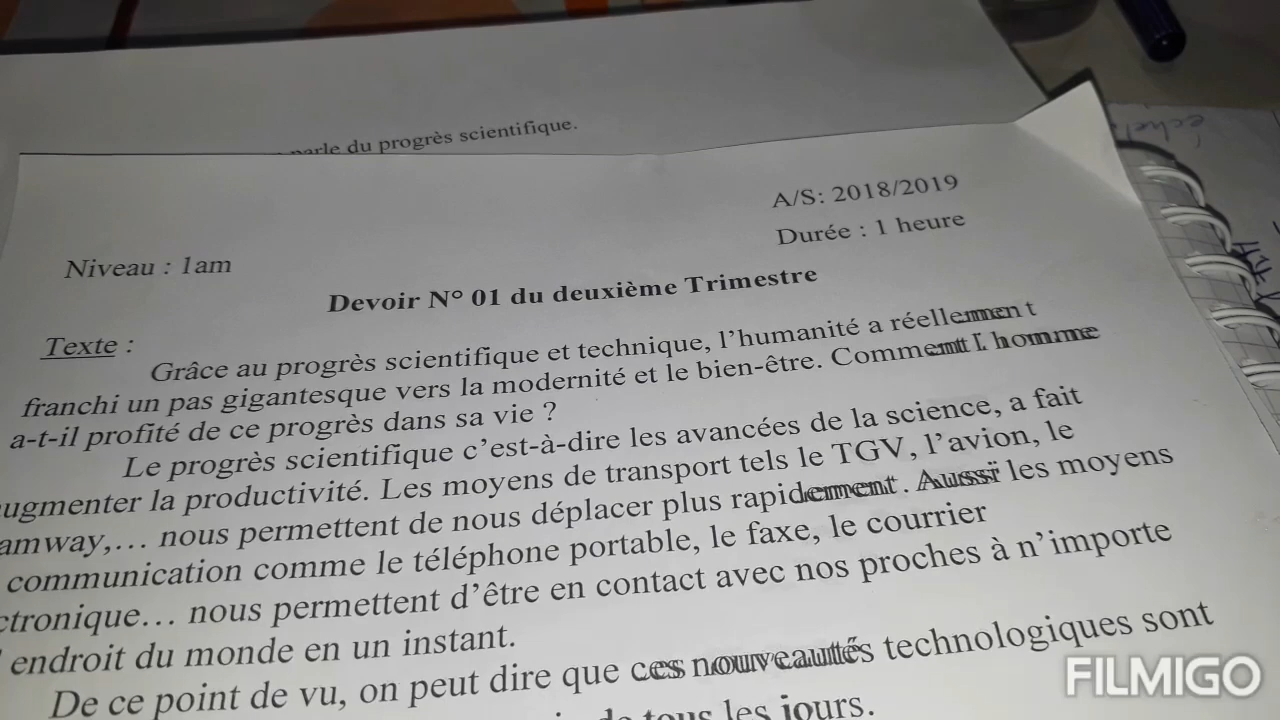 parle du progrès scientifique.
A/S: 2018/2019
Durée : 1 heure
Niveau : 1am
Devoir N° 01 du deuxième Trimestre
Texte :
Grâce au progrès scientifique et technique, l'humanité a réellement
franchi un pas gigantesque vers la modernité et le bien-être. Comment L homme
a-t-il profité de ce progrès dans sa vie ?
Le progrès scientifique c'est-à-dire les avancées de la science, a fait
ugmenter la productivité. Les moyens de transport tels le TGV, l'avion, le
amway,... nous permettent de nous déplacer plus rapidement. Aussi les moyens
communication comme le téléphone portable, le faxe, le courrier
ctronique... nous permettent d'être en contact avec nos proches à n'importe
endroit du monde en un instant.
De ce point de vu, on peut dire que ces nouveautés technologiques sont
de tous les jours.
FILMIGO